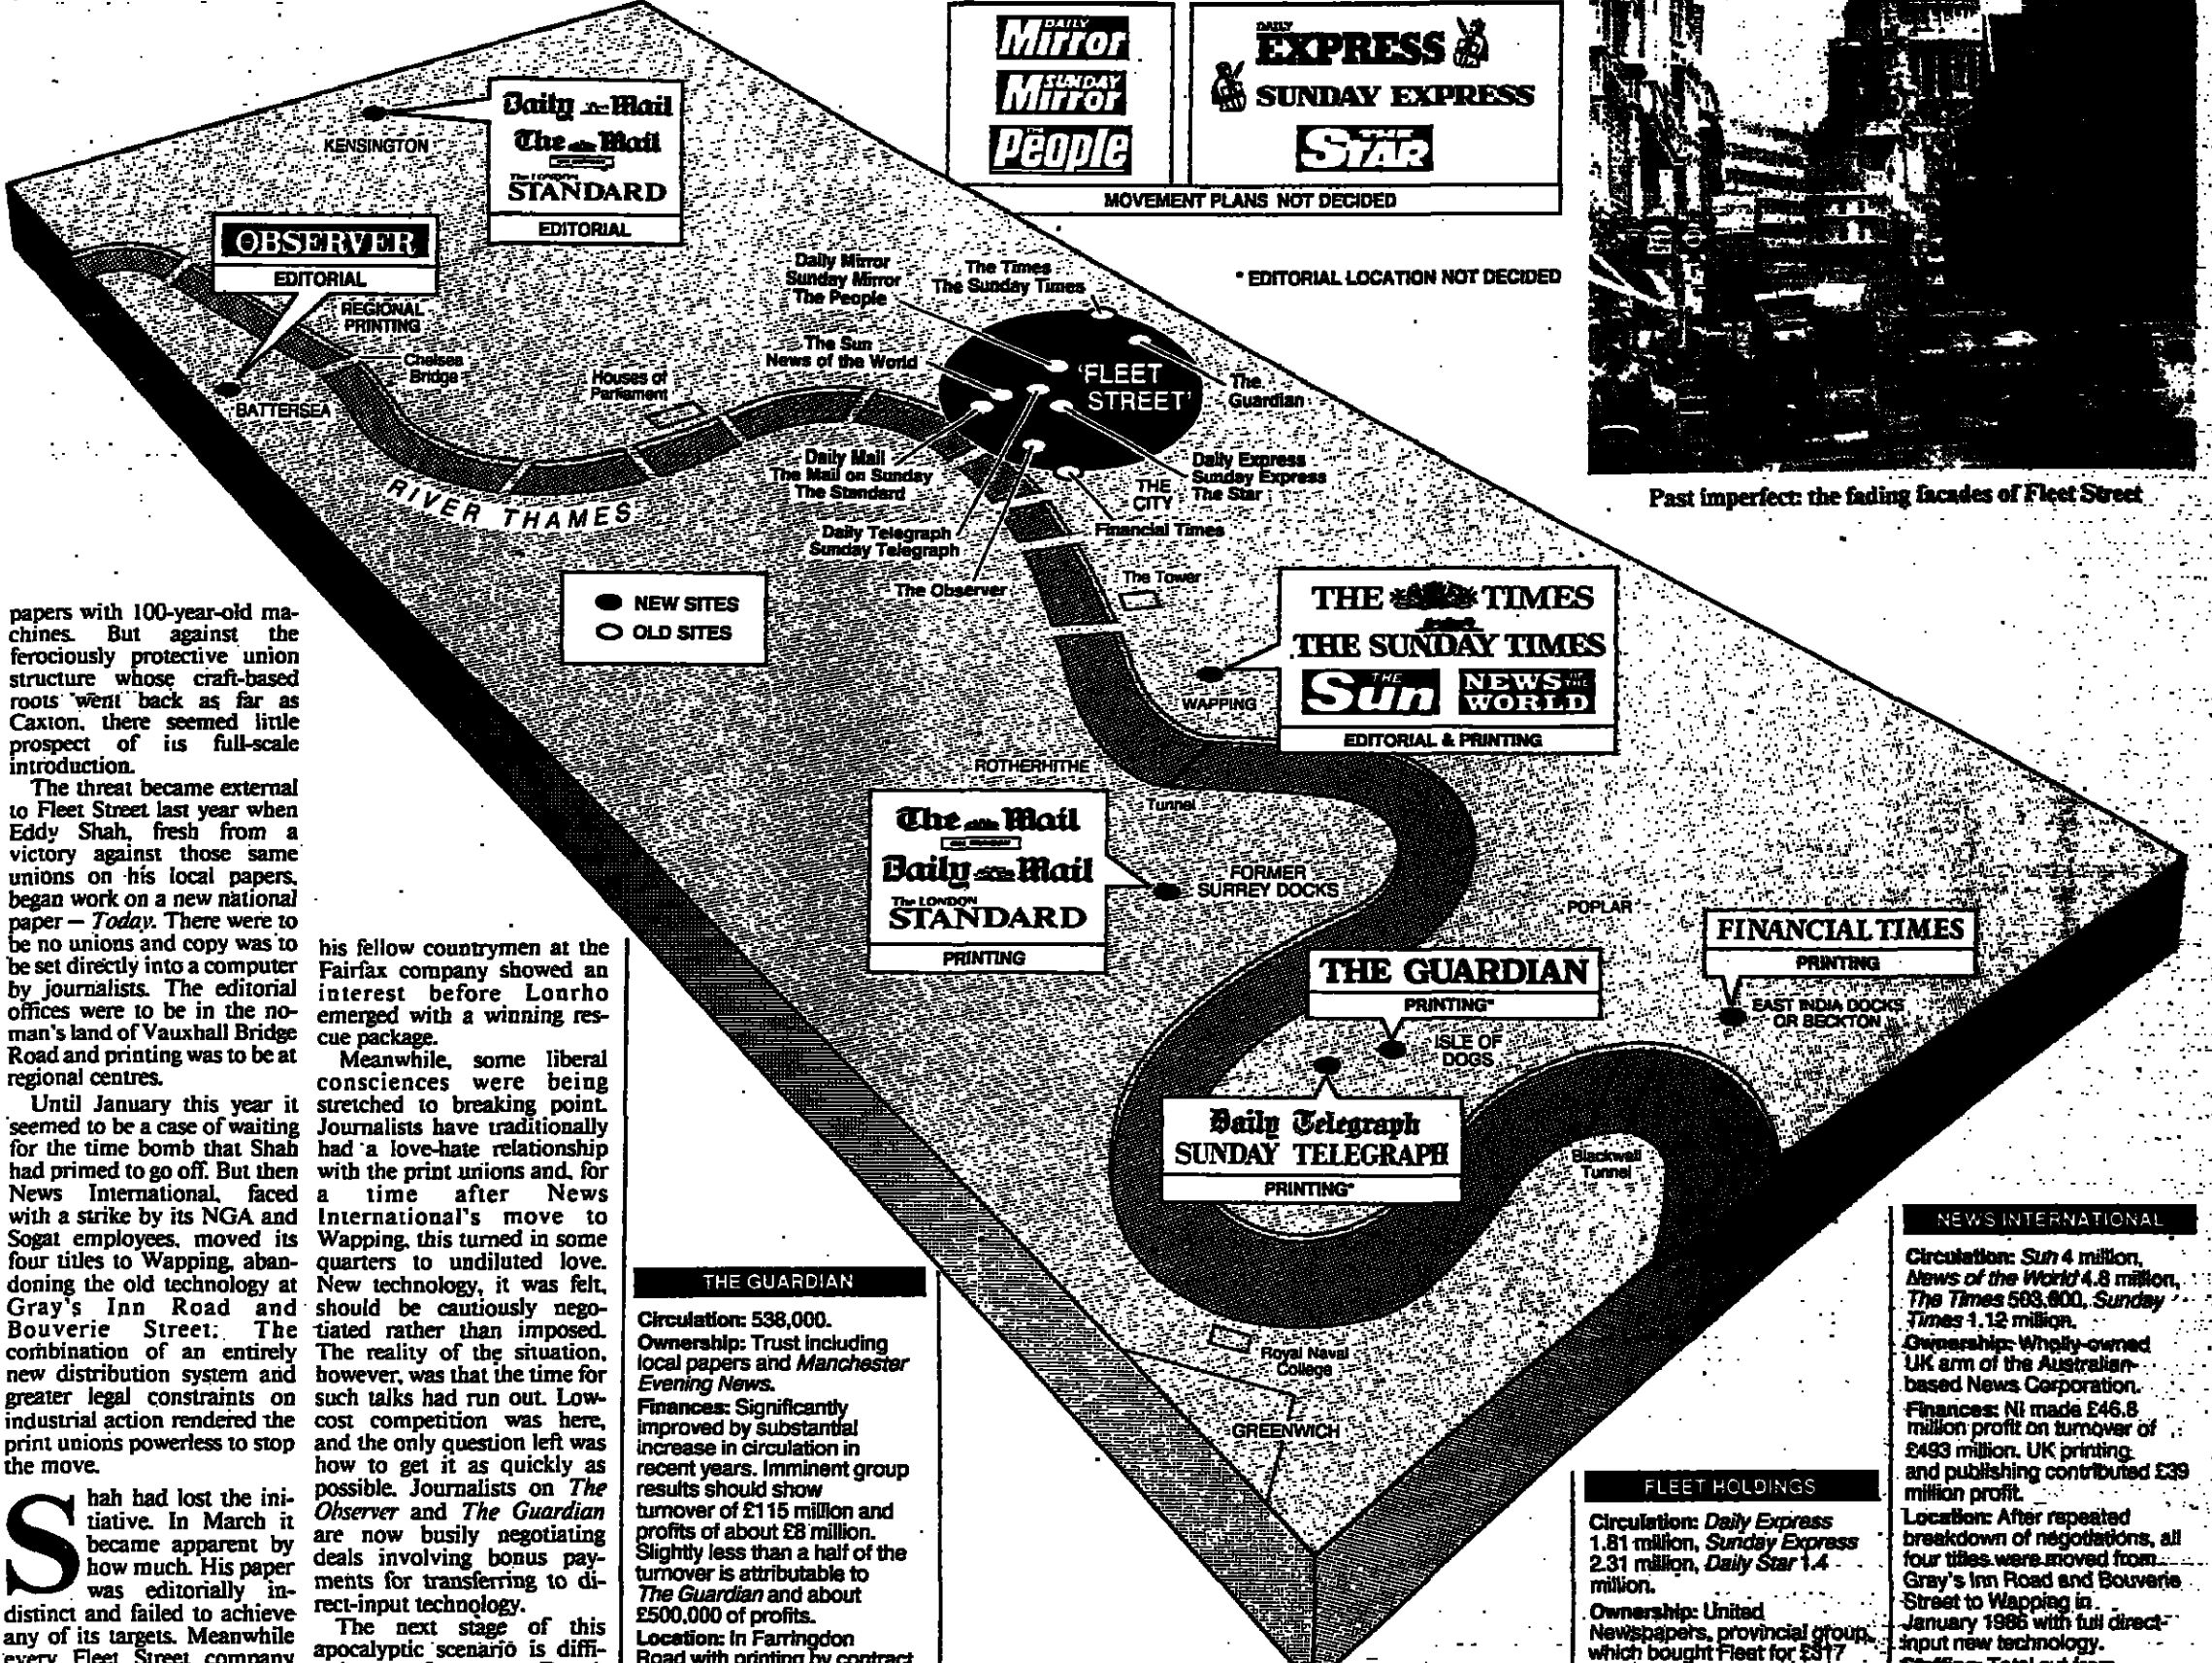 DAILY
Mirror
SUNDAY
Mirror
THE
People
DAILY
EXPRESS
SUNDAY EXPRESS
THE
STAR
MOVEMENT PLANS NOT DECIDED
* EDITORIAL LOCATION NOT DECIDED
Past imperfect: the fading facades of Fleet Street
Daily Mail
The Mail
ON SUNDAY
The LONDON
STANDARD
EDITORIAL
KENSINGTON
OBSERVER
EDITORIAL
REGIONAL
PRINTING
BATTERSEA
Chelsea
Bridge
Houses of
Parliament
RIVER THAMES
Daily Mirror
Sunday Mirror
The People
The Times
The Sunday Times
The Sun
News of the World
'FLEET
STREET'
The
Guardian
Daily Mail
The Mail on Sunday
The Standard
Daily Express
Sunday Express
The Star
THE
CITY
Daily Telegraph
Sunday Telegraph
Financial Times
The Observer
The Tower
NEW SITES
OLD SITES
THE TIMES
THE SUNDAY TIMES
THE
Sun
NEWS OF THE
WORLD
EDITORIAL & PRINTING
WAPPING
ROTHERHITHE
Tunnel
The Mail
ON SUNDAY
Daily Mail
The LONDON
STANDARD
PRINTING
FORMER
SURREY DOCKS
POPLAR
THE GUARDIAN
PRINTING*
ISLE OF
DOGS
FINANCIAL TIMES
PRINTING
EAST INDIA DOCKS
OR BECKTON
Daily Telegraph
SUNDAY TELEGRAPH
PRINTING*
Blackwall
Tunnel
Royal Naval
College
GREENWICH
papers with 100-year-old ma-
chines. But against the
ferociously protective union
structure whose craft-based
roots went back as far as
Caxton, there seemed little
prospect of its full-scale
introduction.
The threat became external
to Fleet Street last year when
Eddy Shah, fresh from a
victory against those same
unions on his local papers,
began work on a new national
paper — Today. There were to
be no unions and copy was to
be set directly into a computer
by journalists. The editorial
offices were to be in the no-
man's land of Vauxhall Bridge
Road and printing was to be at
regional centres.
Until January this year it
seemed to be a case of waiting
for the time bomb that Shah
had primed to go off. But then
News International, faced
with a strike by its NGA and
Sogat employees, moved its
four titles to Wapping, aban-
doning the old technology at
Gray's Inn Road and
Bouverie Street. The
combination of an entirely
new distribution system and
greater legal constraints on
industrial action rendered the
print unions powerless to stop
the move.
Shah had lost the ini-
tiative. In March it
became apparent by
how much. His paper
was editorially in-
distinct and failed to achieve
any of its targets. Meanwhile
every Fleet Street company
his fellow countrymen at the
Fairfax company showed an
interest before Lonrho
emerged with a winning res-
cue package.
Meanwhile, some liberal
consciences were being
stretched to breaking point.
Journalists have traditionally
had a love-hate relationship
with the print unions and, for
a time after News
International's move to
Wapping, this turned in some
quarters to undiluted love.
New technology, it was felt,
should be cautiously nego-
tiated rather than imposed.
The reality of the situation,
however, was that the time for
such talks had run out. Low-
cost competition was here,
and the only question left was
how to get it as quickly as
possible. Journalists on The
Observer and The Guardian
are now busily negotiating
deals involving bonus pay-
ments for transferring to di-
rect-input technology.
The next stage of this
apocalyptic scenario is diffi-
THE GUARDIAN
Circulation: 538,000.
Ownership: Trust including
local papers and Manchester
Evening News.
Finances: Significantly
improved by substantial
increase in circulation in
recent years. Imminent group
results should show
turnover of £115 million and
profits of about £8 million.
Slightly less than a half of the
turnover is attributable to
The Guardian and about
£500,000 of profits.
Location: In Farringdon
Road with printing by contract
FLEET HOLDINGS
Circulation: Daily Express
1.81 million, Sunday Express
2.31 million, Daily Star 1.4
million.
Ownership: United
Newspapers, provincial group,
which bought Fleet for £317
NEWS INTERNATIONAL
Circulation: Sun 4 million,
News of the World 4.8 million,
The Times Sunday
Times 1.12 million.
Ownership: Wholly-owned
UK arm of the Australian-
based News Corporation.
Finances: NI made £46.8
million profit on turnover of
£493 million. UK printing
and publishing contributed £39
million profit.
Location: After repeated
breakdown of negotiations, all
four titles were moved from
Gray's Inn Road and Bouverie
Street to Wapping in
January 1986 with full direct-
input new technology.